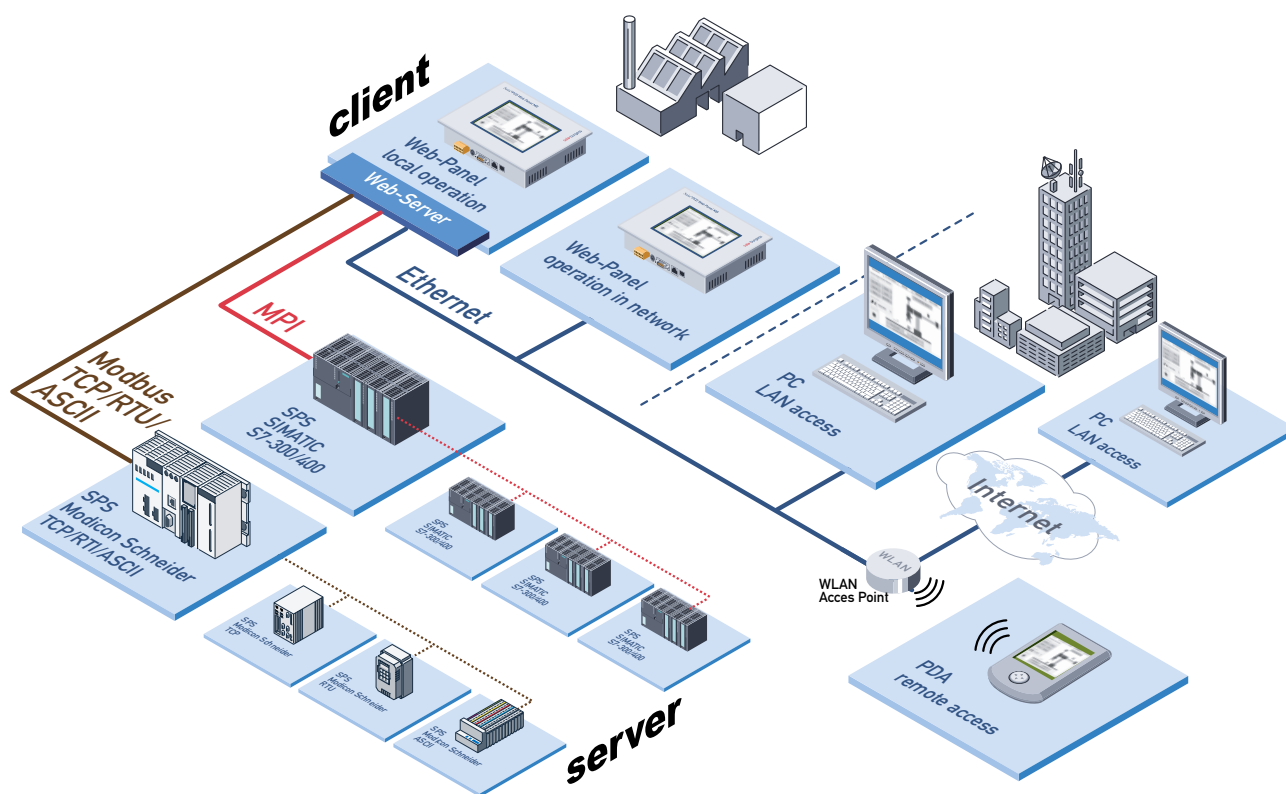 client
Web-Panel
local operation
Web-Server
Web-Panel
operation in network
Ethernet
MPI
Modbus
TCP/RTU/
ASCII
SPS
SIMATIC
S7-300/400
SPS
Modicon Schneider
TCP/RTI/ASCII
PC
LAN access
PC
LAN access
Internet
WLAN
WLAN
Acces Point
PDA
remote access
SPS
SIMATIC
S7-300/400
SPS
SIMATIC
S7-300/400
SPS
SIMATIC
S7-300/400
SPS
Modicon Schneider
TCP
SPS
Modicon Schneider
RTU
SPS
Modicon Schneider
ASCII
server